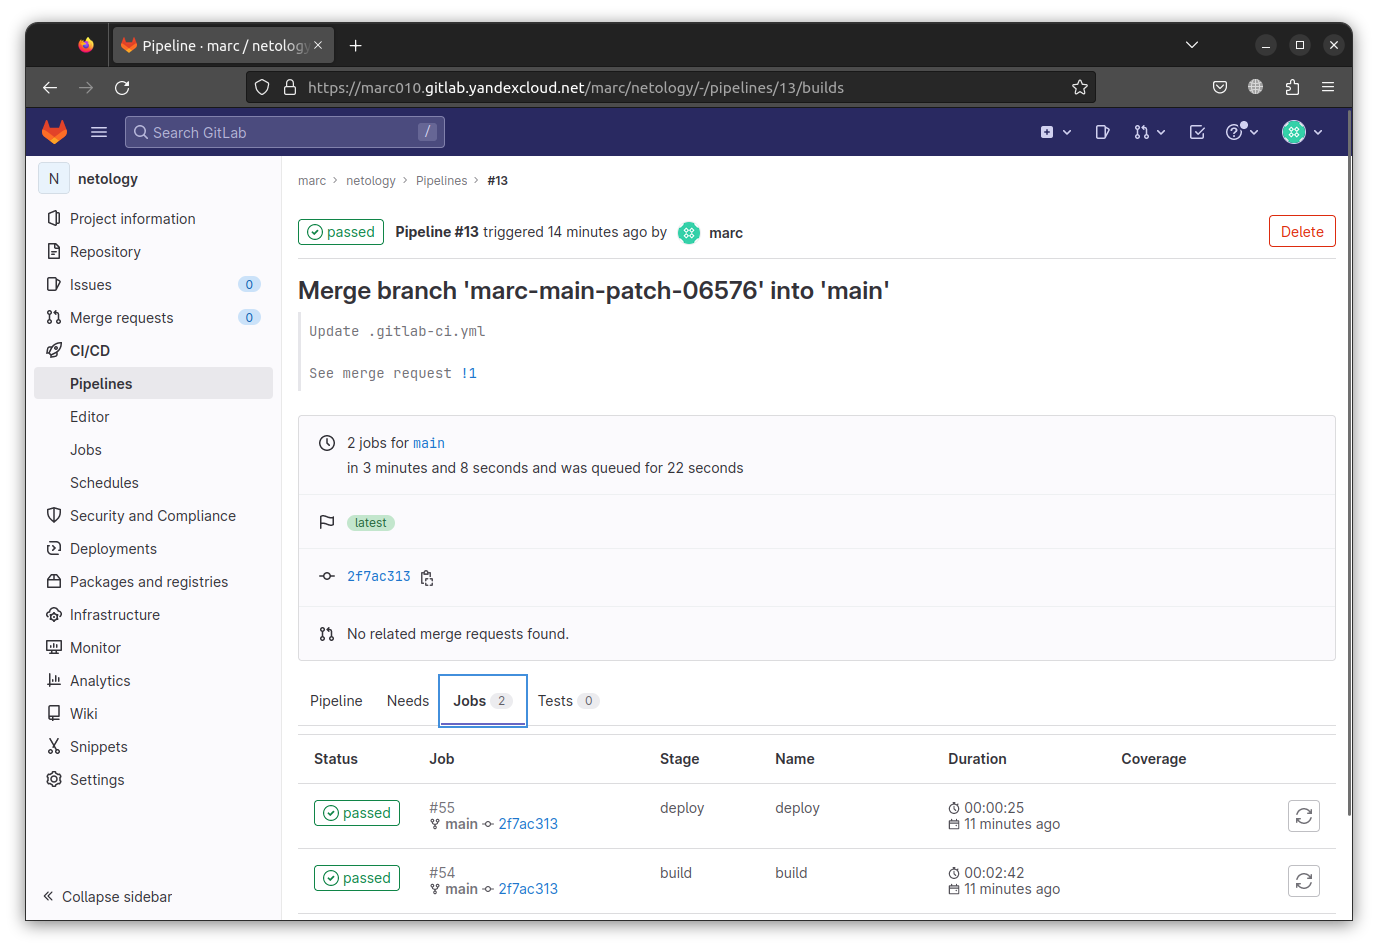 Pipeline · marc / netology
https://marc010.gitlab.yandexcloud.net/marc/netology/-/pipelines/13/builds
Search GitLab /
N netology
Project information
Repository
Issues 0
Merge requests 0
CI/CD
Pipelines
Editor
Jobs
Schedules
Security and Compliance
Deployments
Packages and registries
Infrastructure
Monitor
Analytics
Wiki
Snippets
Settings
Collapse sidebar
marc > netology > Pipelines > #13
passed Pipeline #13 triggered 14 minutes ago by marc Delete
Merge branch 'marc-main-patch-06576' into 'main'
Update .gitlab-ci.yml
See merge request !1
2 jobs for main
in 3 minutes and 8 seconds and was queued for 22 seconds
latest
2f7ac313
No related merge requests found.
Pipeline Needs Jobs 2 Tests 0
Status Job Stage Name Duration Coverage
passed #55 deploy deploy 00:00:25
main 2f7ac313 11 minutes ago
passed #54 build build 00:02:42
main 2f7ac313 11 minutes ago